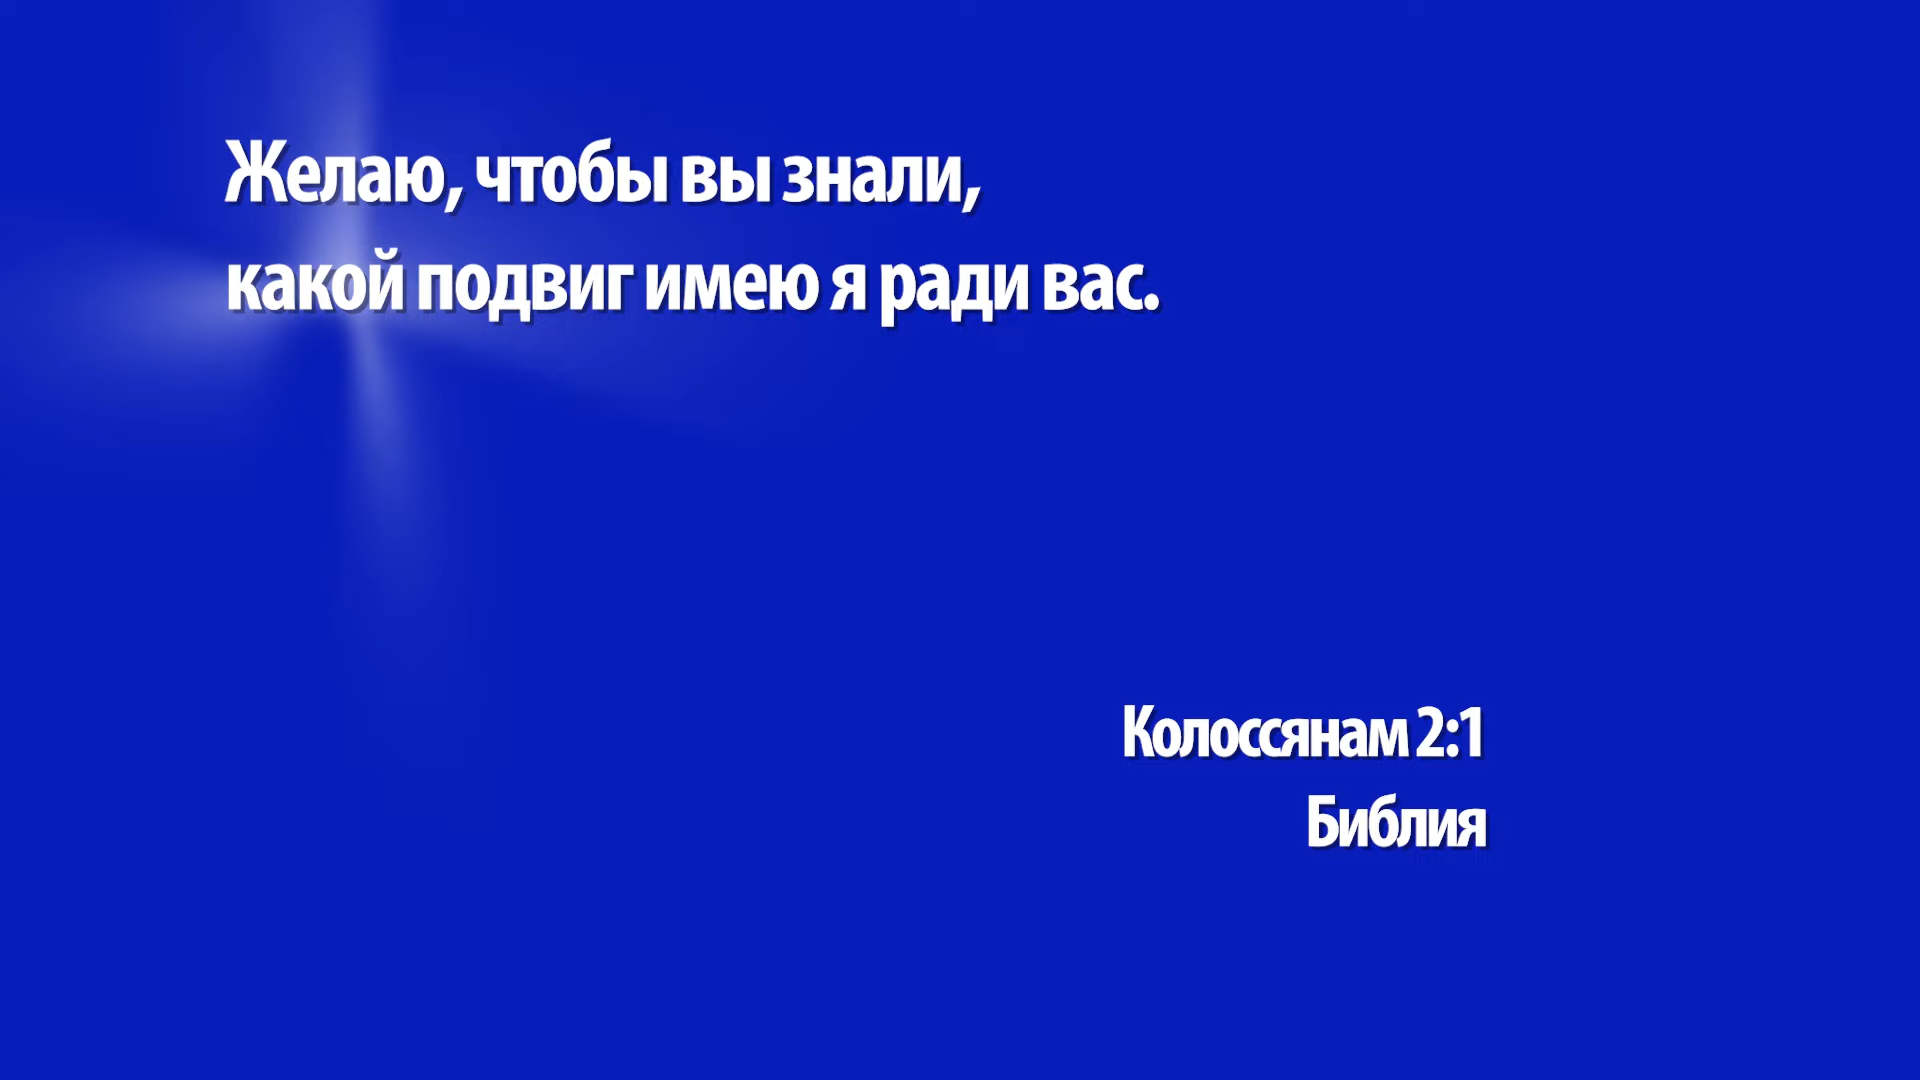 Желаю, чтобы вы знали,
какой подвиг имею я ради вас.
Колоссянам 2:1
Библия